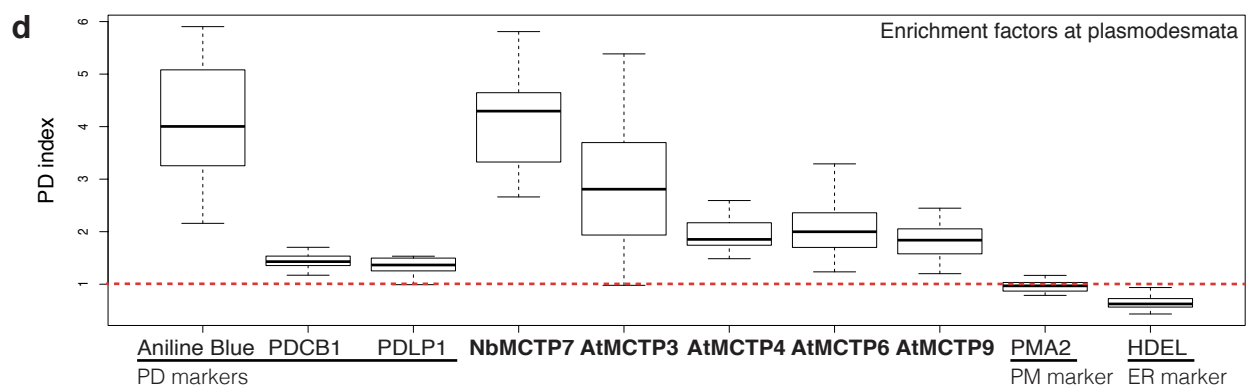 d
Enrichment factors at plasmodesmata
PD index
6
5
4
3
2
1
Aniline Blue PDCB1 PDLP1 NbMCTP7 AtMCTP3 AtMCTP4 AtMCTP6 AtMCTP9 PMA2 HDEL
PD markers PM marker ER marker